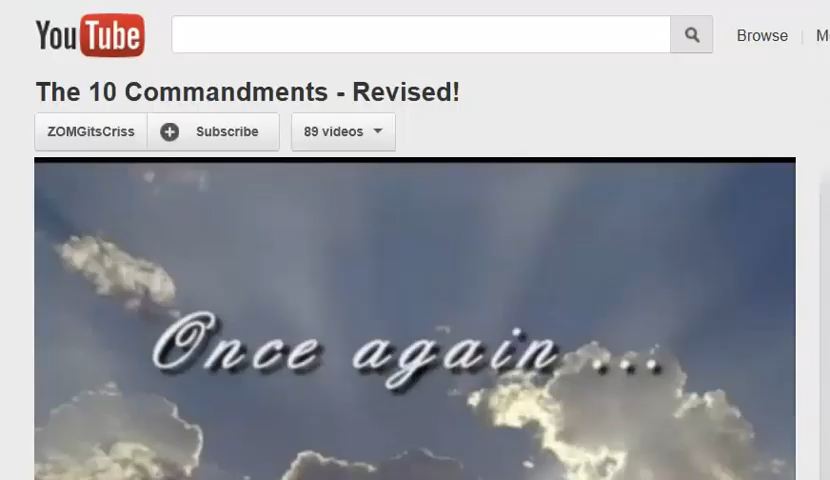 YouTube
Browse | M
The 10 Commandments - Revised!
ZOMGitsCriss Subscribe 89 videos
Once again ...